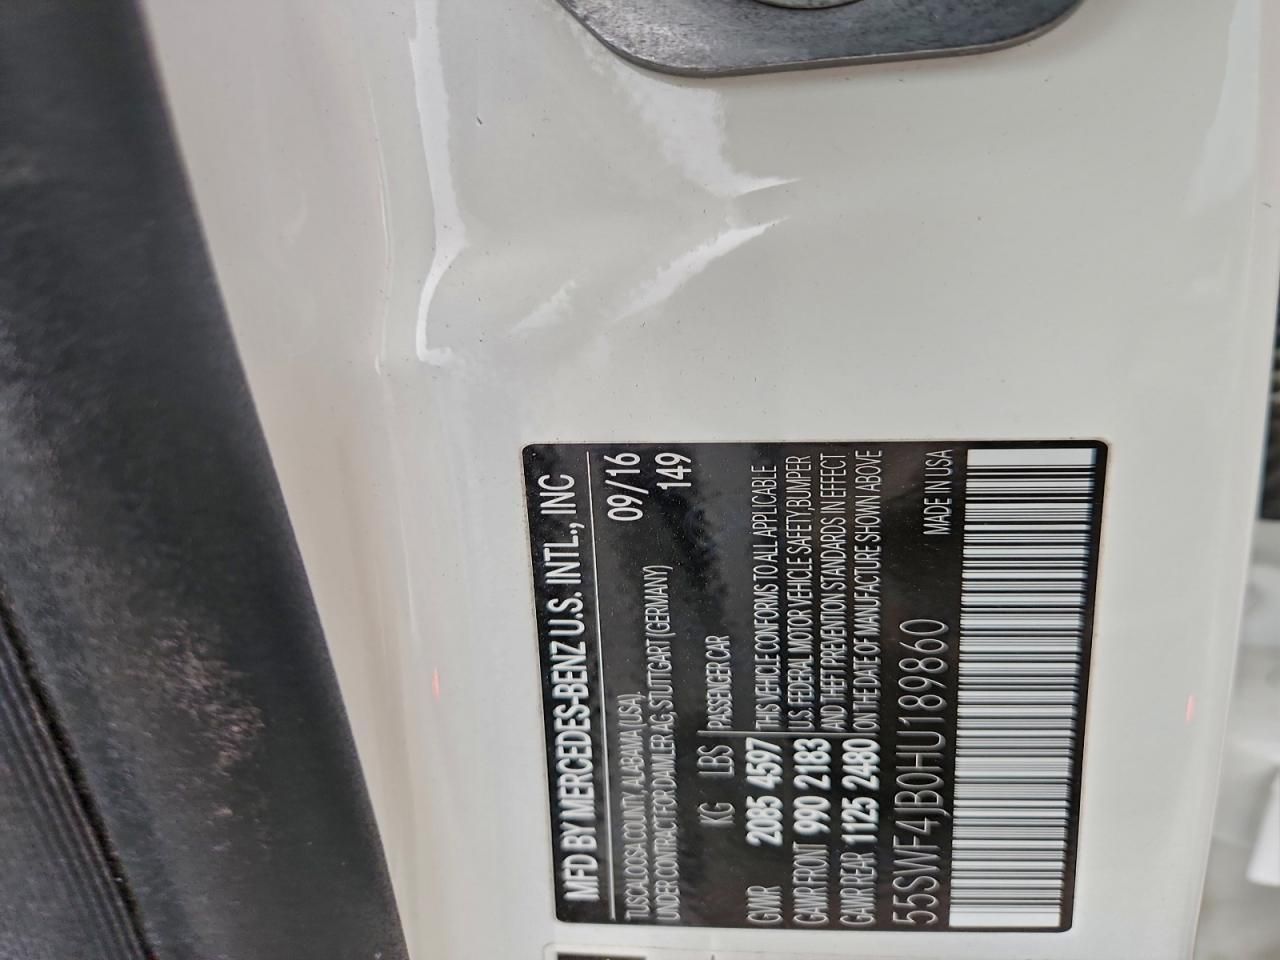 MFD BY MERCEDES-BENZ U.S. INTL., INC
09/16
149
TUSCALOOSA COUNTY, ALABAMA (USA).
UNDER CONTRACT FOR DAIMLER AG, STUTTGART (GERMANY)
KG LBS PASSENGER CAR
GVWR 2085 4597
GAWR FRONT 990 2183
GAWR REAR 1125 2480
THIS VEHICLE CONFORMS TO ALL APPLICABLE
U.S. FEDERAL MOTOR VEHICLE SAFETY, BUMPER
AND THEFT PREVENTION STANDARDS IN EFFECT
ON THE DATE OF MANUFACTURE SHOWN ABOVE
55SWF4JB0HU189860
MADE IN USA